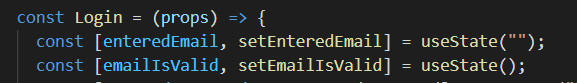 const Login = (props) => {
const [enteredEmail, setEnteredEmail] = useState("");
const [emailIsValid, setEmailIsValid] = useState();